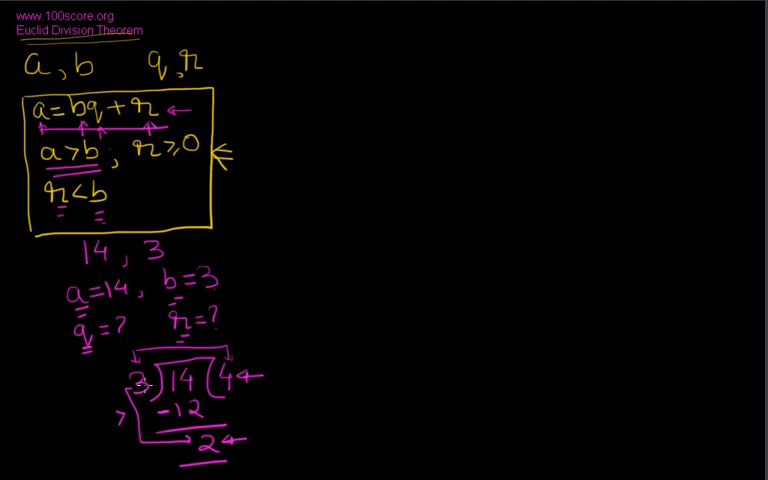 www.100score.org
Euclid Division Theorem
a, b q, r
a = bq + r ←
a > b ; r ≥ 0
r < b
14 , 3
a = 14 , b = 3
q = ? r = ?
3 ) 14 ( 4 ←
- 12
> 2 ←